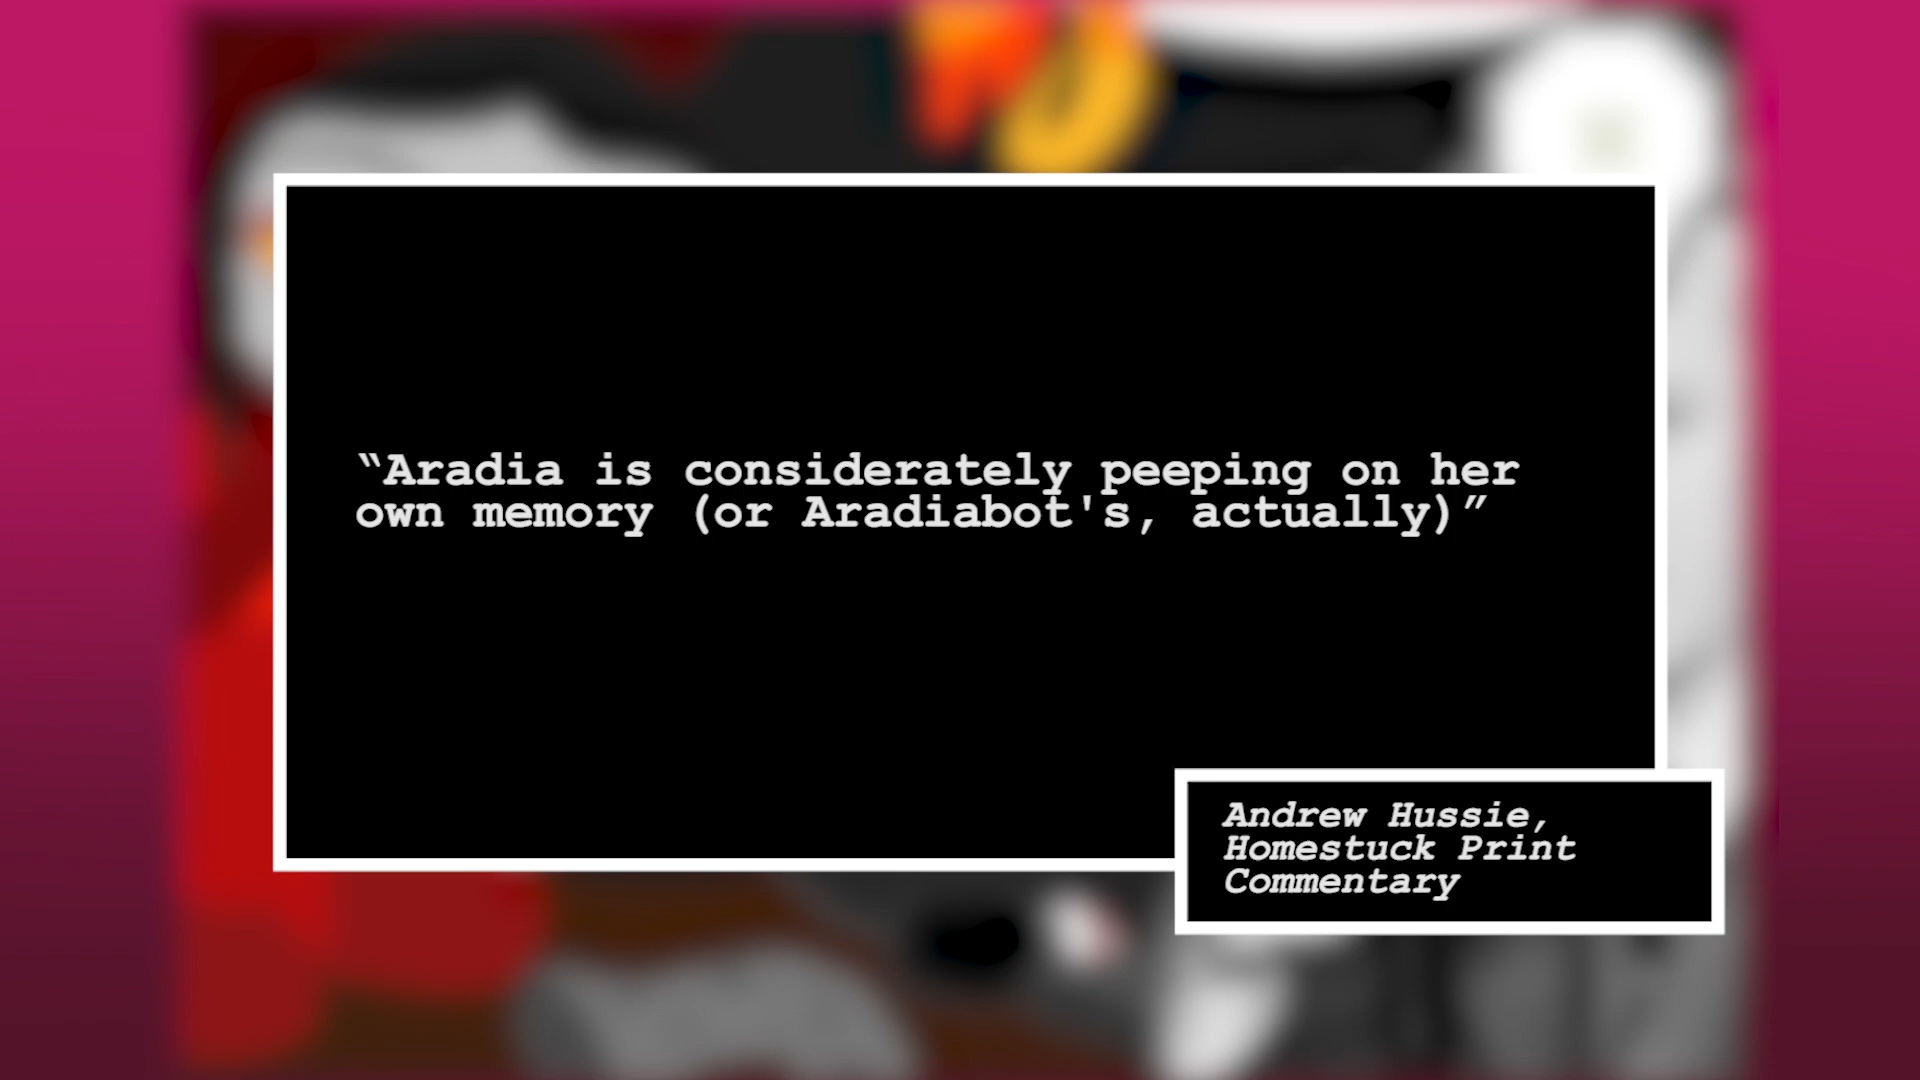 “Aradia is considerately peeping on her
own memory (or Aradiabot's, actually)”
Andrew Hussie,
Homestuck Print
Commentary